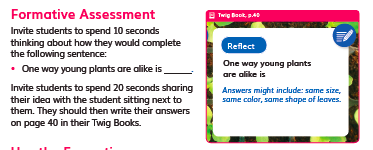 Formative Assessment
Invite students to spend 10 seconds
thinking about how they would complete
the following sentence:
• One way young plants are alike is ______.
Invite students to spend 20 seconds sharing
their idea with the student sitting next to
them. They should then write their answers
on page 40 in their Twig Books.
Twig Book, p.40
Reflect
One way young plants
are alike is
Answers might include: same size,
same color, same shape of leaves.